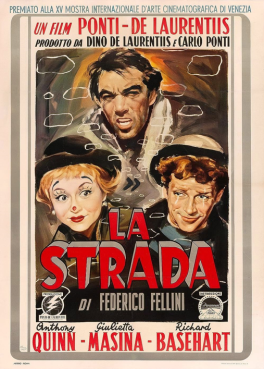 PREMIATO ALLA XV MOSTRA INTERNAZIONALE D'ARTE CINEMATOGRAFICA DI VENEZIA
UN FILM PONTI-DE LAURENTIIS
PRODOTTO DA DINO DE LAURENTIIS E CARLO PONTI
LA
STRADA
DI FEDERICO FELLINI
Anthony Giulietta Richard
QUINN - MASINA - BASEHART